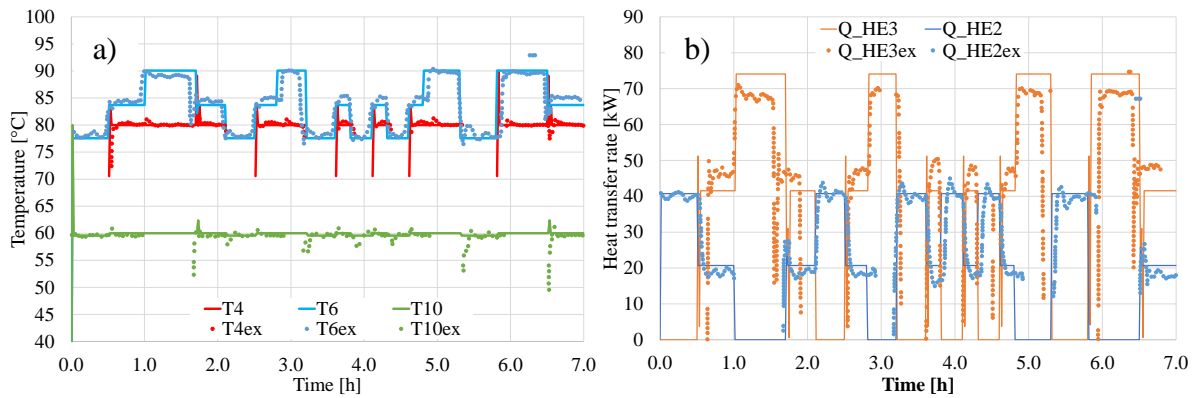 a)
Temperature [°C]
100
95
90
85
80
75
70
65
60
55
50
45
40
T4 T6 T10
T4ex T6ex T10ex
0.0 1.0 2.0 3.0 4.0 5.0 6.0 7.0
Time [h]
b)
Heat transfer rate [kW]
90
80
70
60
50
40
30
20
10
0
Q_HE3 Q_HE2
Q_HE3ex Q_HE2ex
0.0 1.0 2.0 3.0 4.0 5.0 6.0 7.0
Time [h]